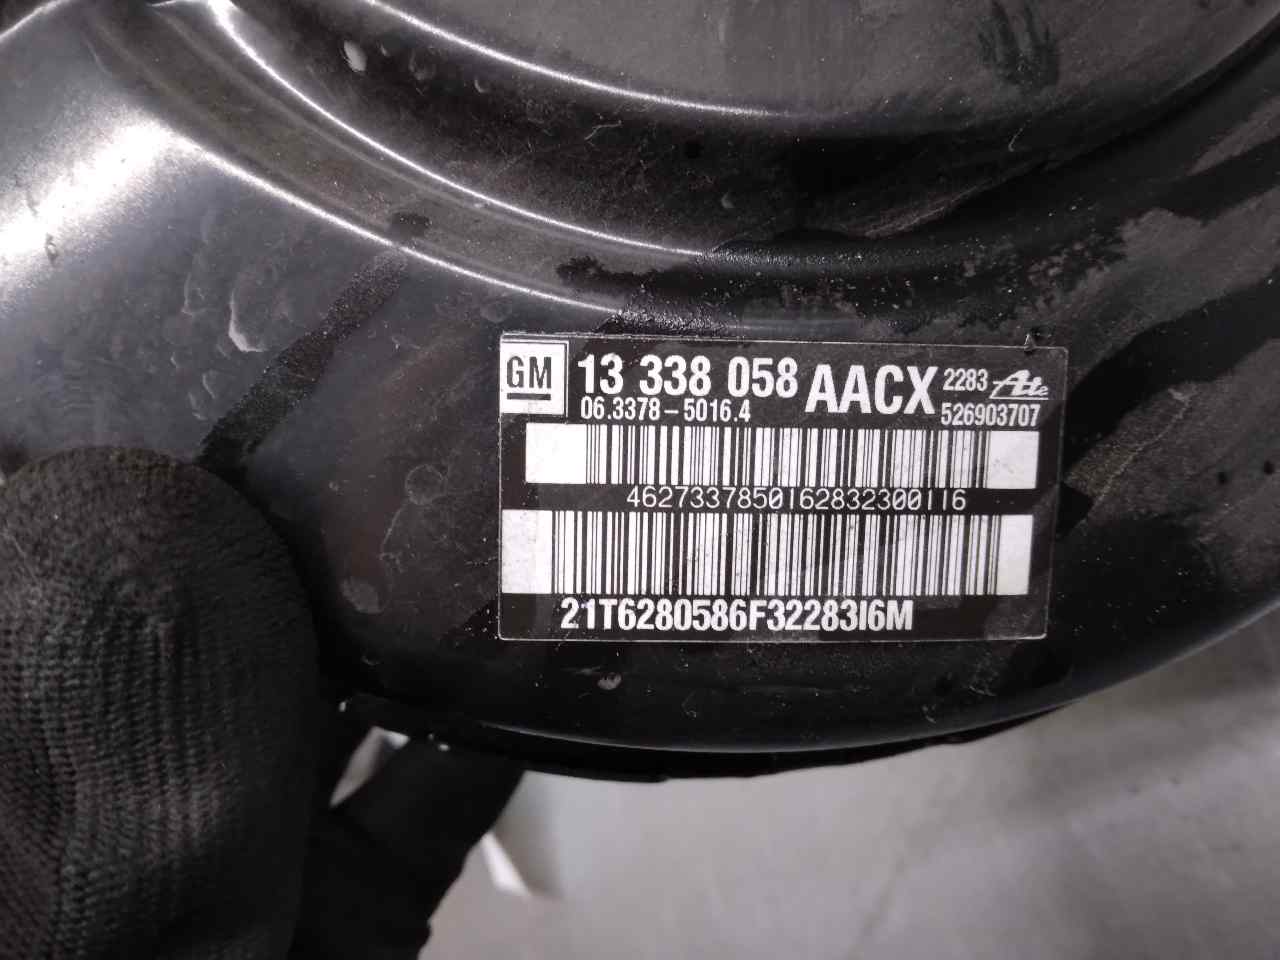 GM 13 338 058 AACX 2283 Ate
06.3378-5016.4 526903707
4627337850162832300116
21T6280586F32283I6M